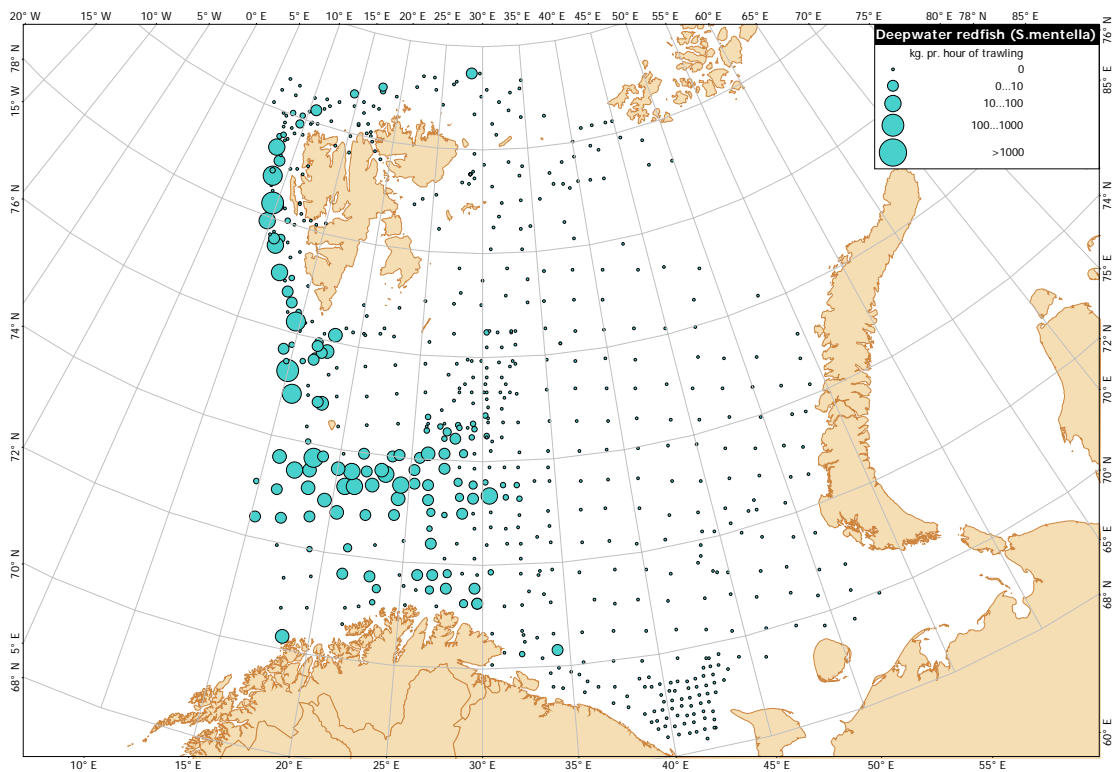 20° W 15° W 10° W 5° W 0° E 5° E 10° E 15° E 20° E 25° E 30° E 35° E 40° E 45° E 50° E 55° E 60° E 65° E 70° E 75° E 80° E 78° N 85° E
76° N
Deepwater redfish (S.mentella)
kg. pr. hour of trawling
0
0...10
10...100
100...1000
>1000
78° N
15° W
76° N
74° N
72° N
70° N
5° E
68° N
85° E
74° N
75° E
72° N
70° E
70° N
65° E
68° N
60° E
10° E 15° E 20° E 25° E 30° E 35° E 40° E 45° E 50° E 55° E